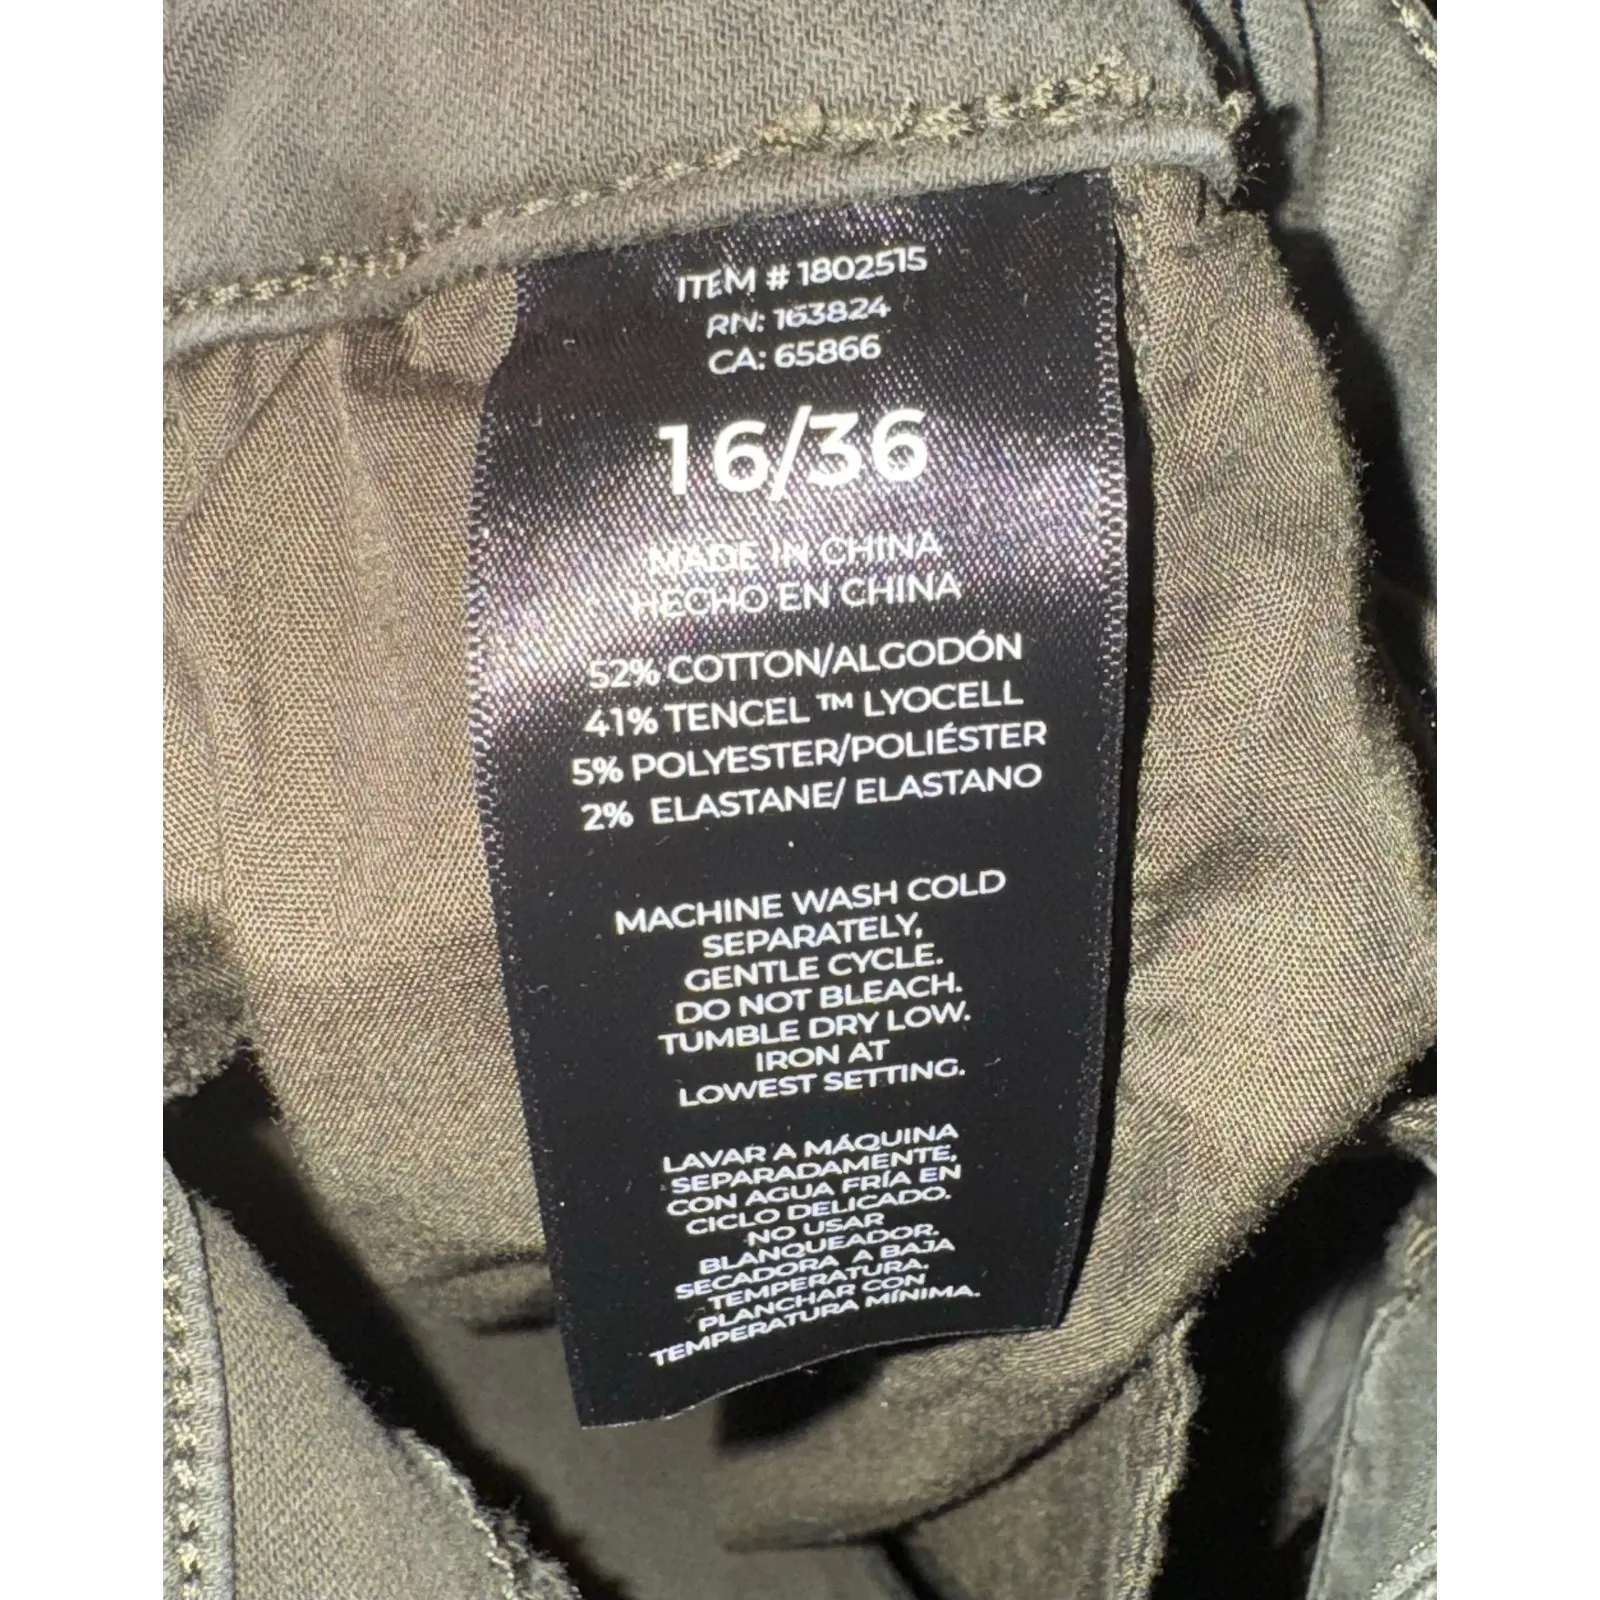 ITEM # 1802515
RN: 163824
CA: 65866
16/36
MADE IN CHINA
HECHO EN CHINA
52% COTTON/ALGODÓN
41% TENCEL ™ LYOCELL
5% POLYESTER/POLIÉSTER
2% ELASTANE/ ELASTANO
MACHINE WASH COLD
SEPARATELY,
GENTLE CYCLE.
DO NOT BLEACH.
TUMBLE DRY LOW.
IRON AT
LOWEST SETTING.
LAVAR A MÁQUINA
SEPARADAMENTE,
CON AGUA FRÍA EN
CICLO DELICADO.
NO USAR
BLANQUEADOR.
SECADORA A BAJA
TEMPERATURA.
PLANCHAR CON
TEMPERATURA MÍNIMA.